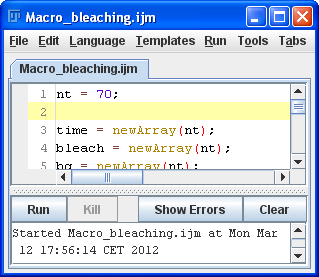 Macro_bleaching.ijm
File Edit Language Templates Run Tools Tabs
Macro_bleaching.ijm
1 nt = 70;
2
3 time = newArray(nt);
4 bleach = newArray(nt);
5 bg = newArray(nt);
Run Kill Show Errors Clear
Started Macro_bleaching.ijm at Mon Mar
12 17:56:14 CET 2012